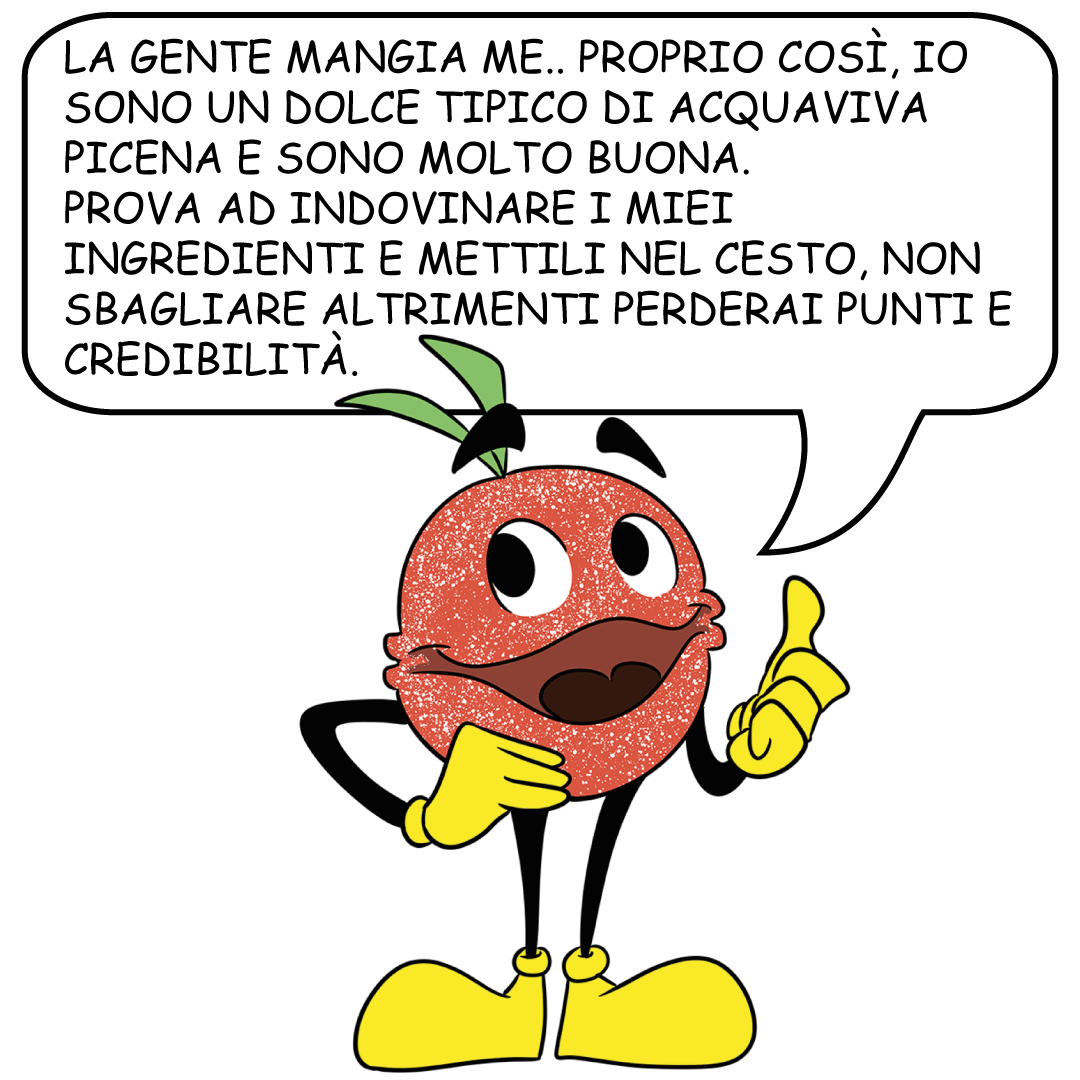 LA GENTE MANGIA ME.. PROPRIO COSÌ, IO
SONO UN DOLCE TIPICO DI ACQUAVIVA
PICENA E SONO MOLTO BUONA.
PROVA AD INDOVINARE I MIEI
INGREDIENTI E METTILI NEL CESTO, NON
SBAGLIARE ALTRIMENTI PERDERAI PUNTI E
CREDIBILITÀ.